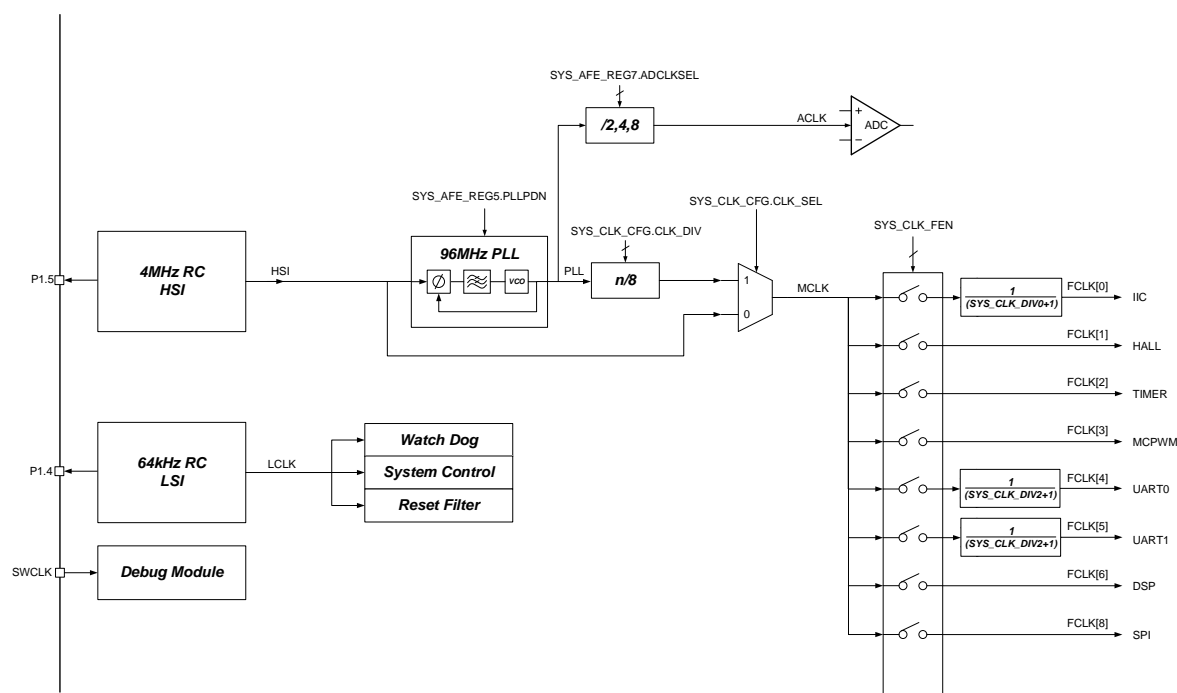 SYS_AFE_REG7.ADCLKSEL
/2,4,8
ACLK
+
ADC
−
SYS_AFE_REG5.PLLPDN
SYS_CLK_CFG.CLK_SEL
SYS_CLK_CFG.CLK_DIV
SYS_CLK_FEN
P1.5
4MHz RC
HSI
HSI
96MHz PLL
Ø
VCO
PLL
n/8
1
0
MCLK
1
(SYS_CLK_DIV0+1)
FCLK[0]
IIC
FCLK[1]
HALL
FCLK[2]
TIMER
FCLK[3]
MCPWM
P1.4
64kHz RC
LSI
LCLK
Watch Dog
System Control
Reset Filter
1
(SYS_CLK_DIV2+1)
FCLK[4]
UART0
1
(SYS_CLK_DIV2+1)
FCLK[5]
UART1
SWCLK
Debug Module
FCLK[6]
DSP
FCLK[8]
SPI